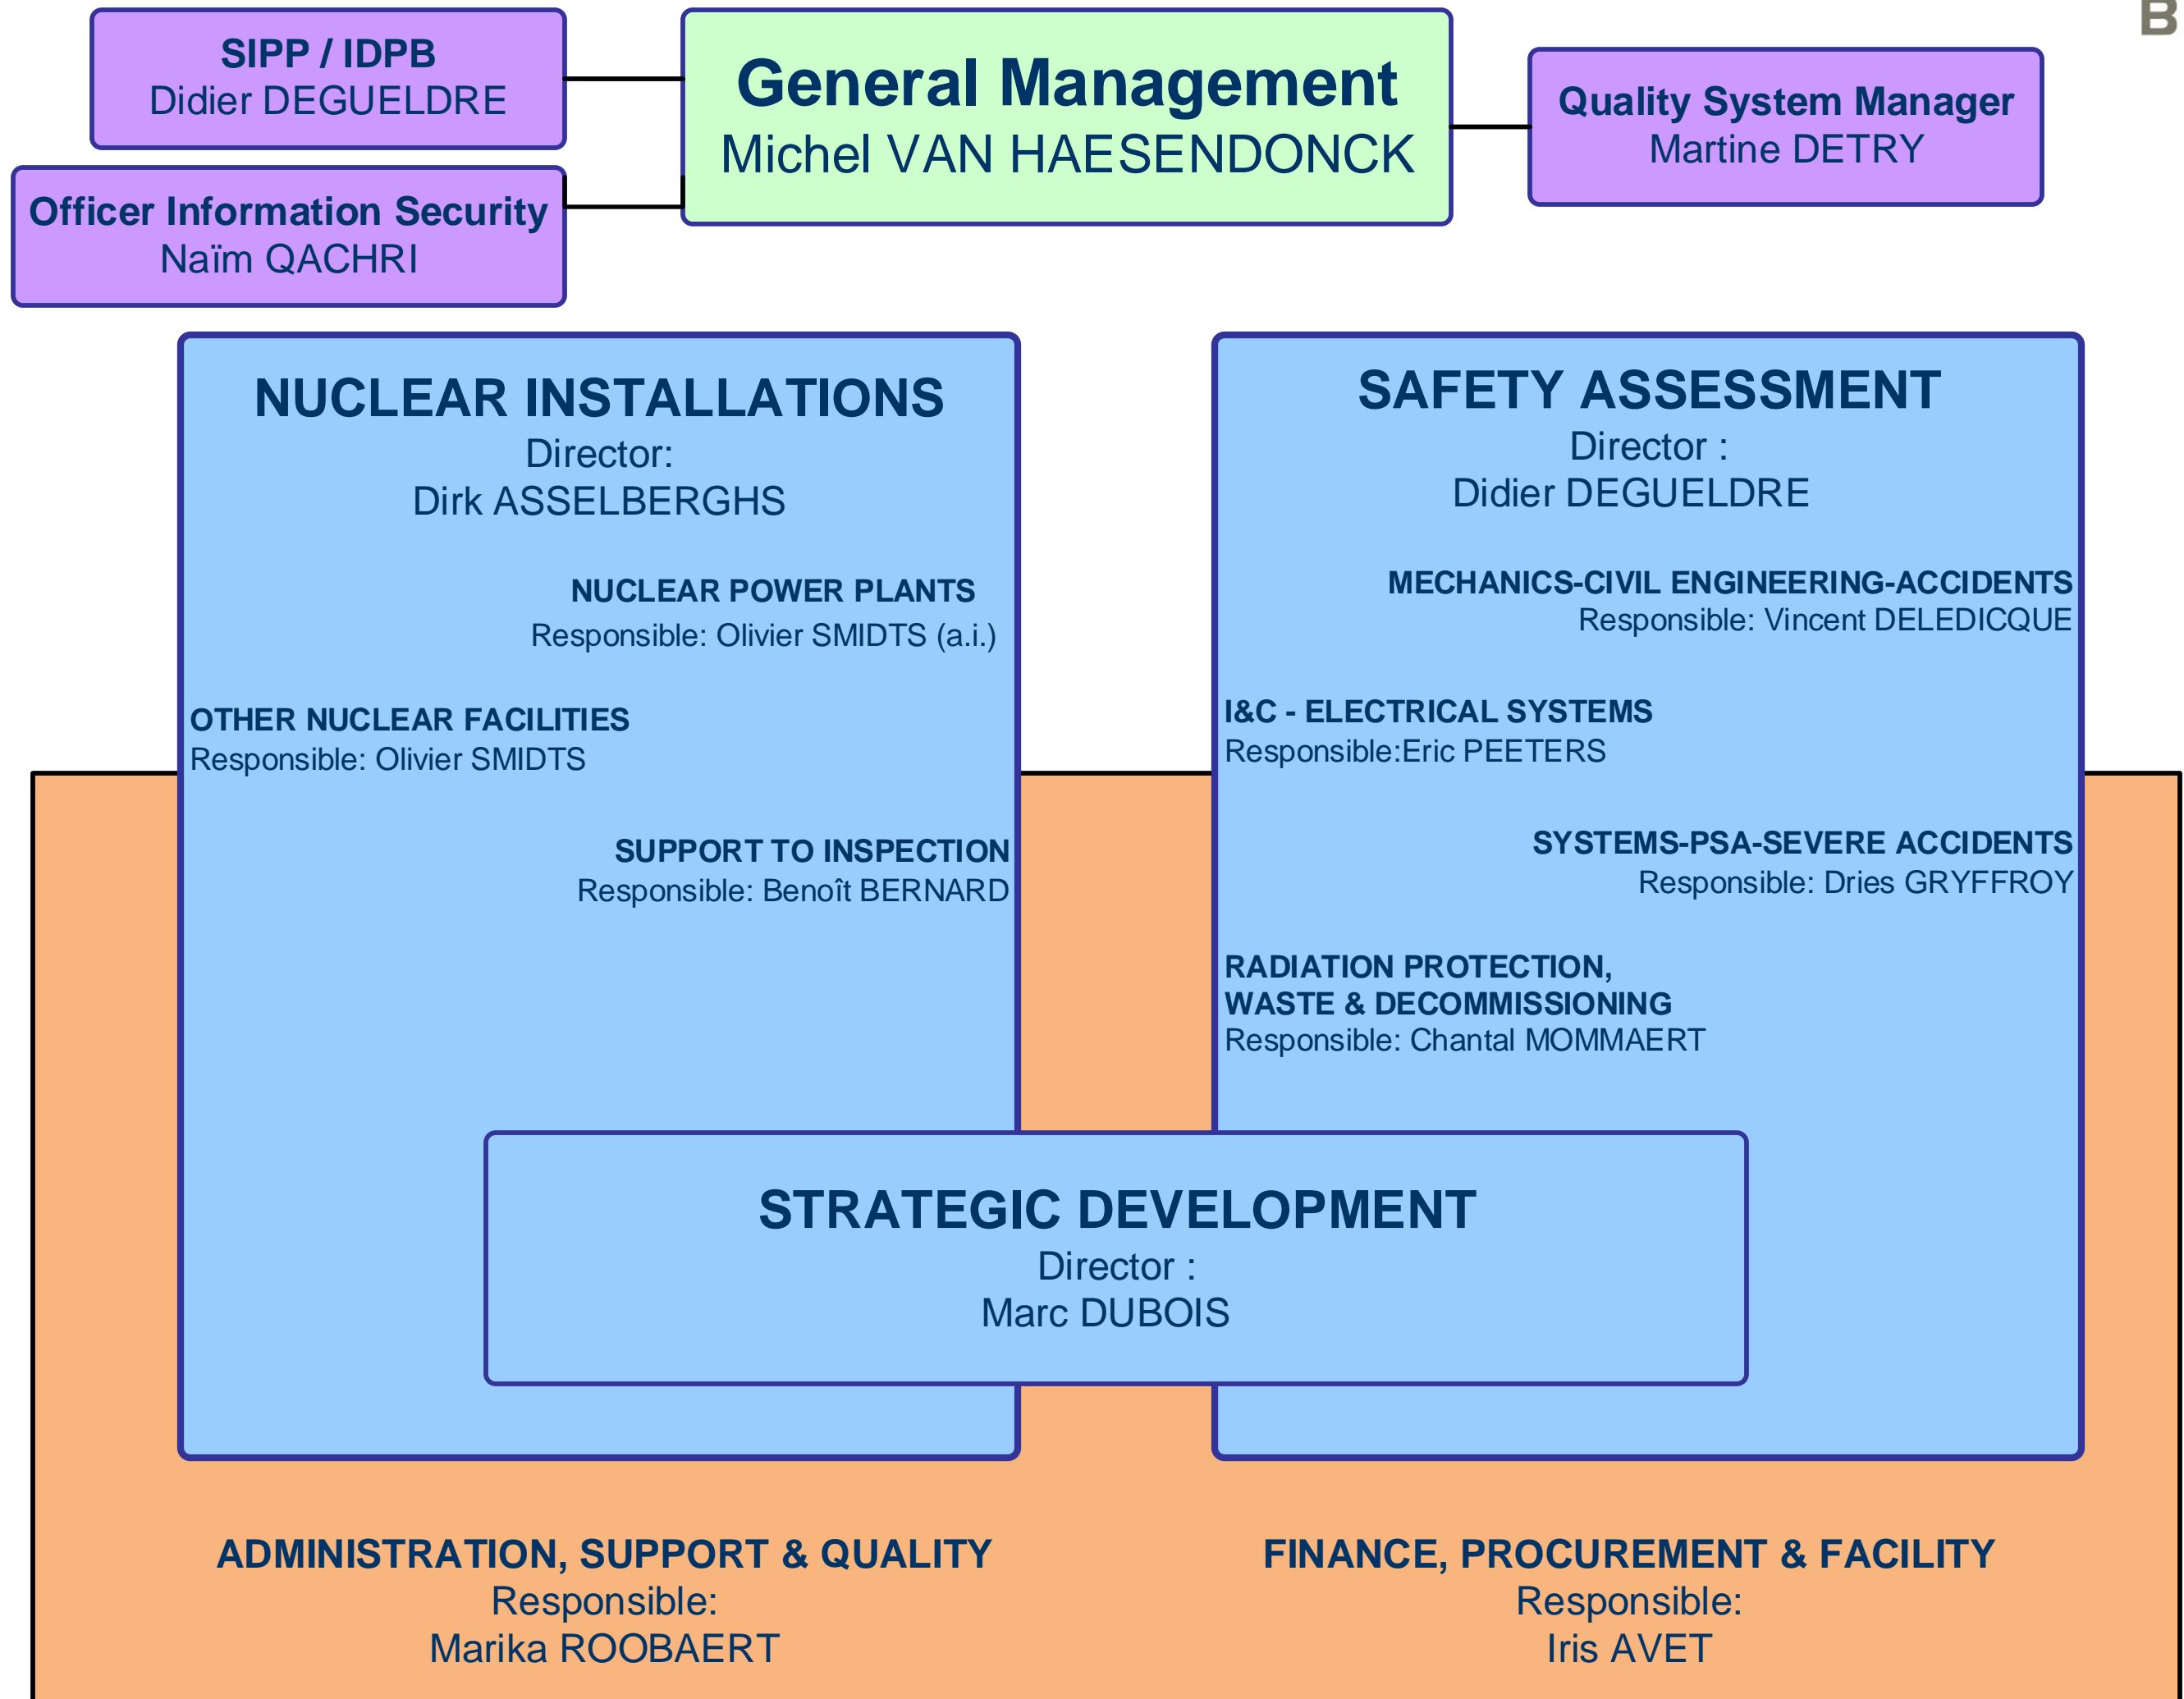 B
SIPP / IDPB
Didier DEGUELDRE
General Management
Michel VAN HAESENDONCK
Quality System Manager
Martine DETRY
Officer Information Security
Naïm QACHRI
NUCLEAR INSTALLATIONS
Director:
Dirk ASSELBERGHS
NUCLEAR POWER PLANTS
Responsible: Olivier SMIDTS (a.i.)
OTHER NUCLEAR FACILITIES
Responsible: Olivier SMIDTS
SUPPORT TO INSPECTION
Responsible: Benoît BERNARD
SAFETY ASSESSMENT
Director :
Didier DEGUELDRE
MECHANICS-CIVIL ENGINEERING-ACCIDENTS
Responsible: Vincent DELEDICQUE
I&C - ELECTRICAL SYSTEMS
Responsible:Eric PEETERS
SYSTEMS-PSA-SEVERE ACCIDENTS
Responsible: Dries GRYFFROY
RADIATION PROTECTION,
WASTE & DECOMMISSIONING
Responsible: Chantal MOMMAERT
STRATEGIC DEVELOPMENT
Director :
Marc DUBOIS
ADMINISTRATION, SUPPORT & QUALITY
Responsible:
Marika ROOBAERT
FINANCE, PROCUREMENT & FACILITY
Responsible:
Iris AVET